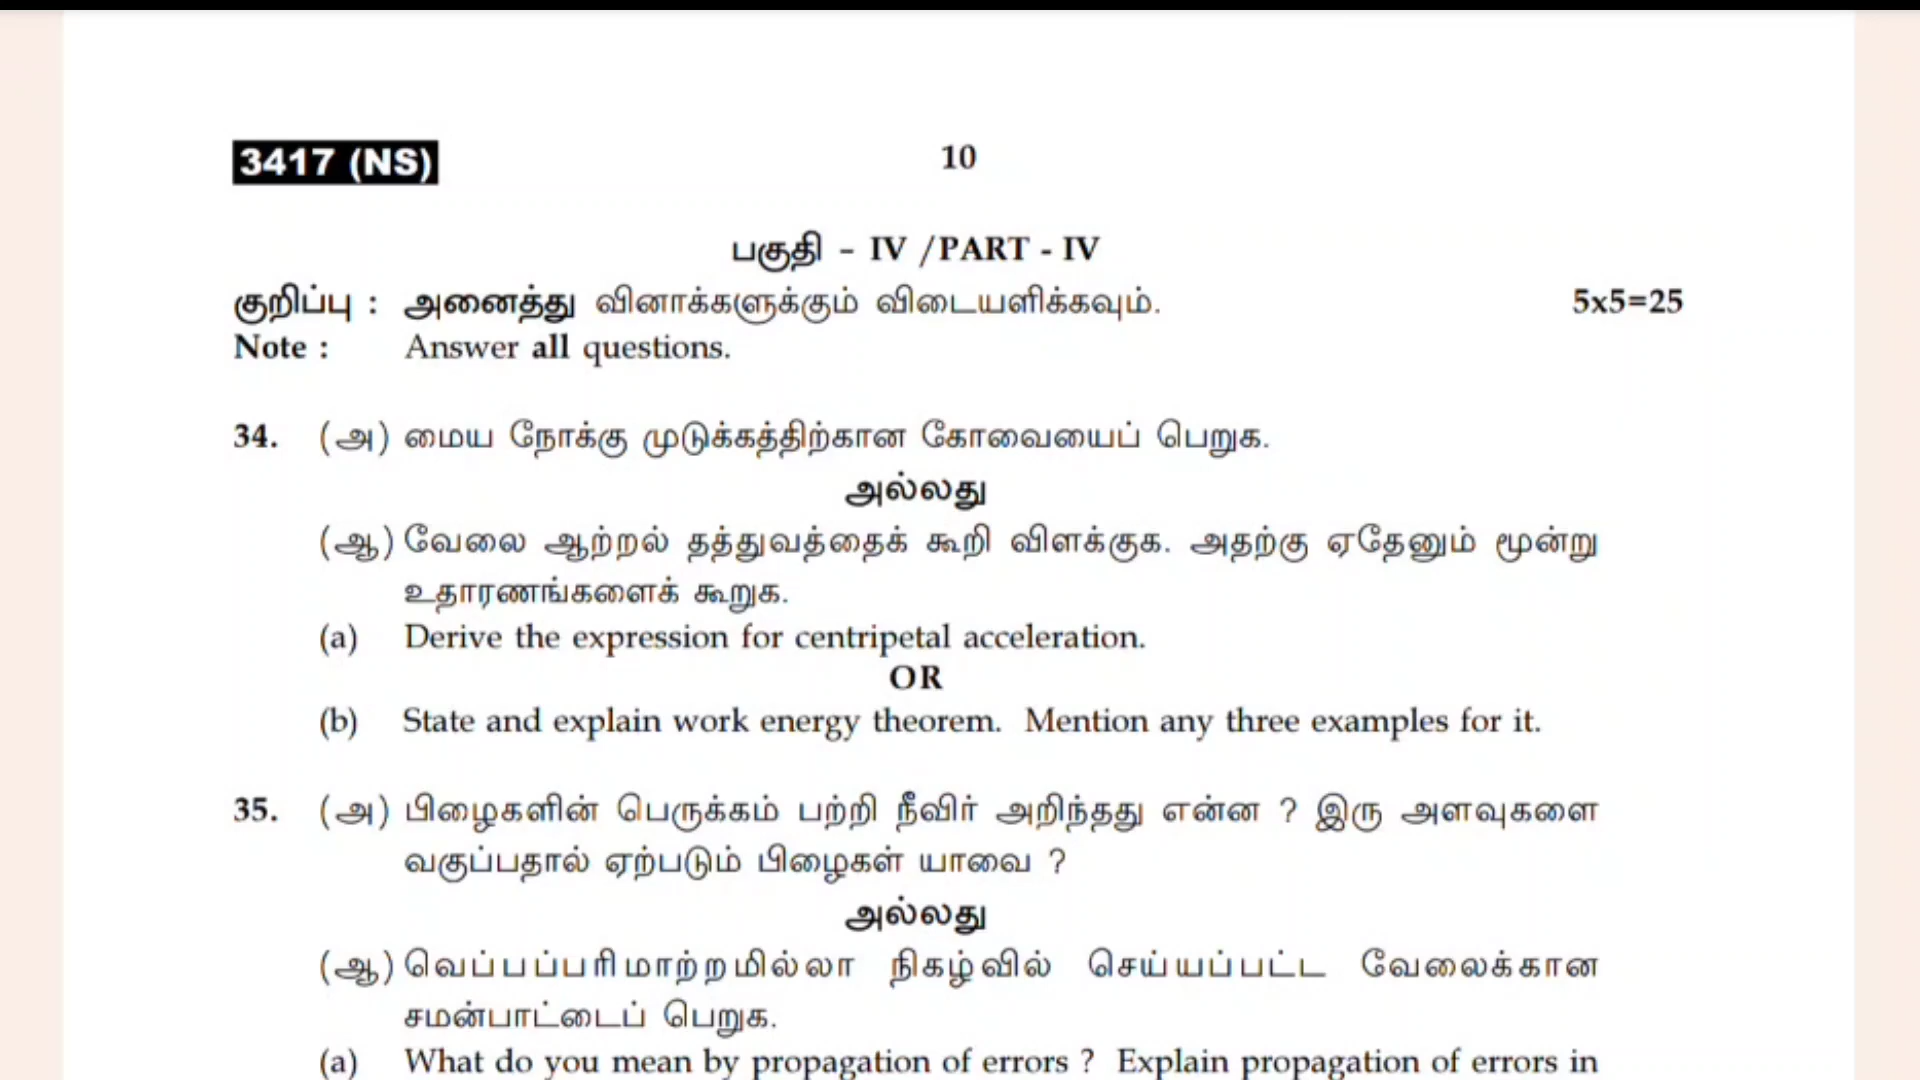 3417 (NS)
10
பகுதி - IV /PART - IV
குறிப்பு : அனைத்து வினாக்களுக்கும் விடையளிக்கவும். 5x5=25
Note : Answer all questions.
34. (அ) மைய நோக்கு முடுக்கத்திற்கான கோவையைப் பெறுக.
அல்லது
(ஆ) வேலை ஆற்றல் தத்துவத்தைக் கூறி விளக்குக. அதற்கு ஏதேனும் மூன்று
உதாரணங்களைக் கூறுக.
(a) Derive the expression for centripetal acceleration.
OR
(b) State and explain work energy theorem. Mention any three examples for it.
35. (அ) பிழைகளின் பெருக்கம் பற்றி நீவிர் அறிந்தது என்ன ? இரு அளவுகளை
வகுப்பதால் ஏற்படும் பிழைகள் யாவை ?
அல்லது
(ஆ) வெப்பப்பரிமாற்றமில்லா நிகழ்வில் செய்யப்பட்ட வேலைக்கான
சமன்பாட்டைப் பெறுக.
(a) What do you mean by propagation of errors ? Explain propagation of errors in